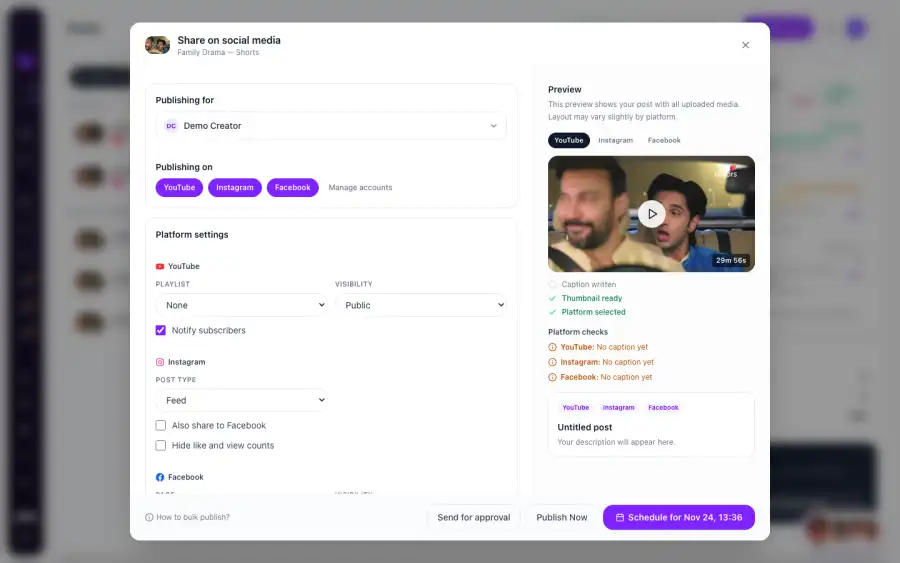 Share on social media
Family Drama — Shorts
Publishing for
DC Demo Creator
Publishing on
YouTube Instagram Facebook Manage accounts
Platform settings
YouTube
PLAYLIST VISIBILITY
None Public
Notify subscribers
Instagram
POST TYPE
Feed
Also share to Facebook
Hide like and view counts
Facebook
How to bulk publish?
Send for approval
Publish Now
Schedule for Nov 24, 13:36
Preview
This preview shows your post with all uploaded media.
Layout may vary slightly by platform.
YouTube Instagram Facebook
29m 56s
Caption written
Thumbnail ready
Platform selected
Platform checks
YouTube: No caption yet
Instagram: No caption yet
Facebook: No caption yet
YouTube Instagram Facebook
Untitled post
Your description will appear here.